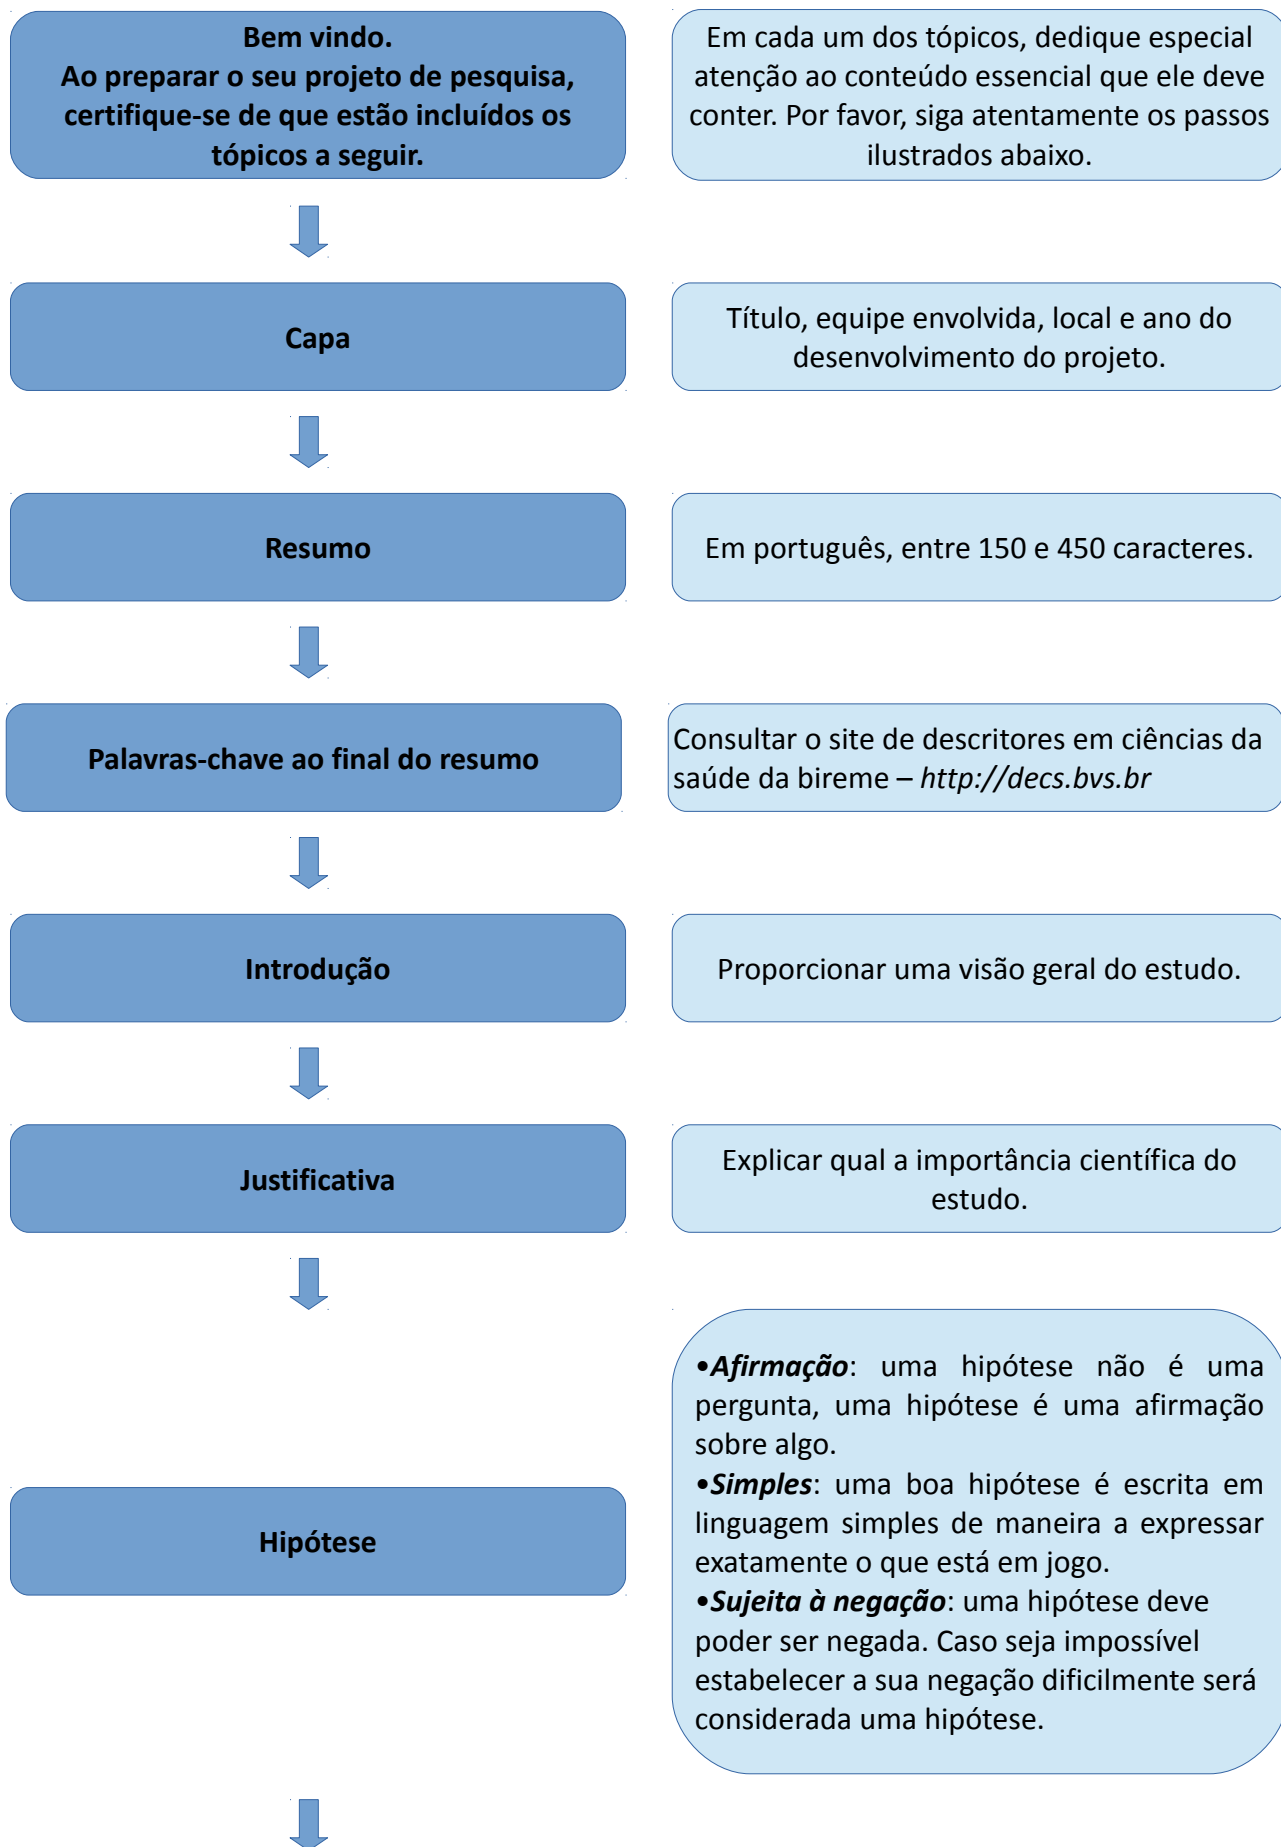 Bem vindo.
Ao preparar o seu projeto de pesquisa,
certifique-se de que estão incluídos os
tópicos a seguir.
Em cada um dos tópicos, dedique especial
atenção ao conteúdo essencial que ele deve
conter. Por favor, siga atentamente os passos
ilustrados abaixo.
Capa
Título, equipe envolvida, local e ano do
desenvolvimento do projeto.
Resumo
Em português, entre 150 e 450 caracteres.
Palavras-chave ao final do resumo
Consultar o site de descritores em ciências da
saúde da bireme – http://decs.bvs.br
Introdução
Proporcionar uma visão geral do estudo.
Justificativa
Explicar qual a importância científica do
estudo.
Hipótese
•Afirmação: uma hipótese não é uma
pergunta, uma hipótese é uma afirmação
sobre algo.
•Simples: uma boa hipótese é escrita em
linguagem simples de maneira a expressar
exatamente o que está em jogo.
•Sujeita à negação: uma hipótese deve
poder ser negada. Caso seja impossível
estabelecer a sua negação dificilmente será
considerada uma hipótese.